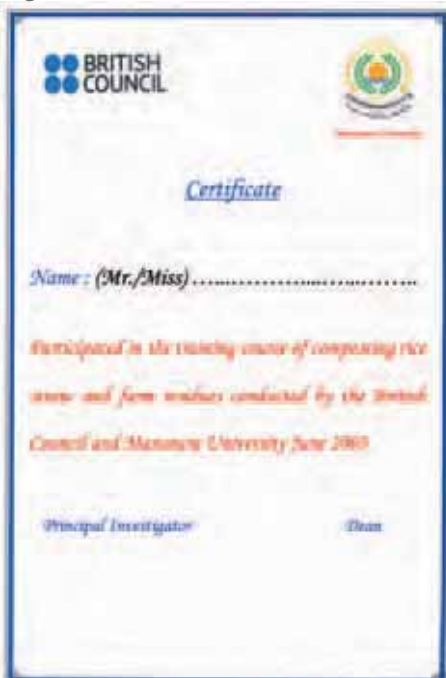 BRITISH
COUNCIL
Certificate
Name : (Mr./Miss) ..............................
Participated in the training course of composting rice
straw and farm residues conducted by the British
Council and Mansoura University June 2003
Principal Investigator Dean